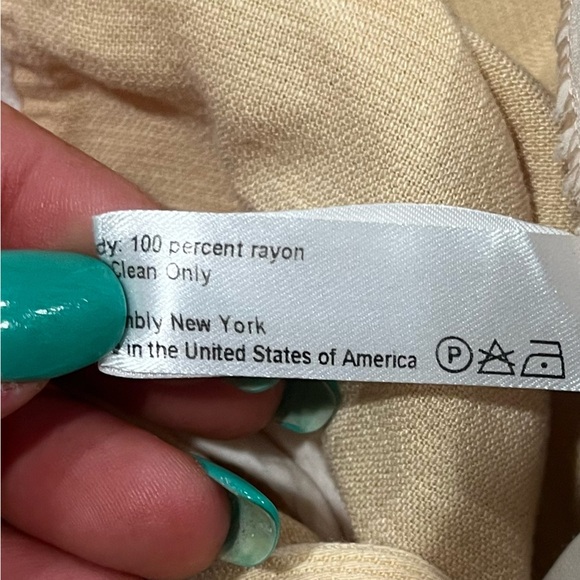 dy: 100 percent rayon
Clean Only
mbly New York
in the United States of America
P